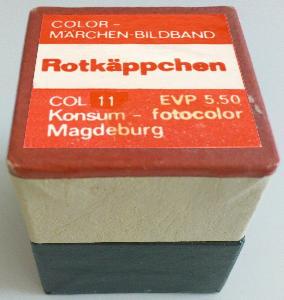 COLOR -
MÄRCHEN-BILDBAND
Rotkäppchen
COL 11 EVP 5.50
Konsum - fotocolor
Magdeburg